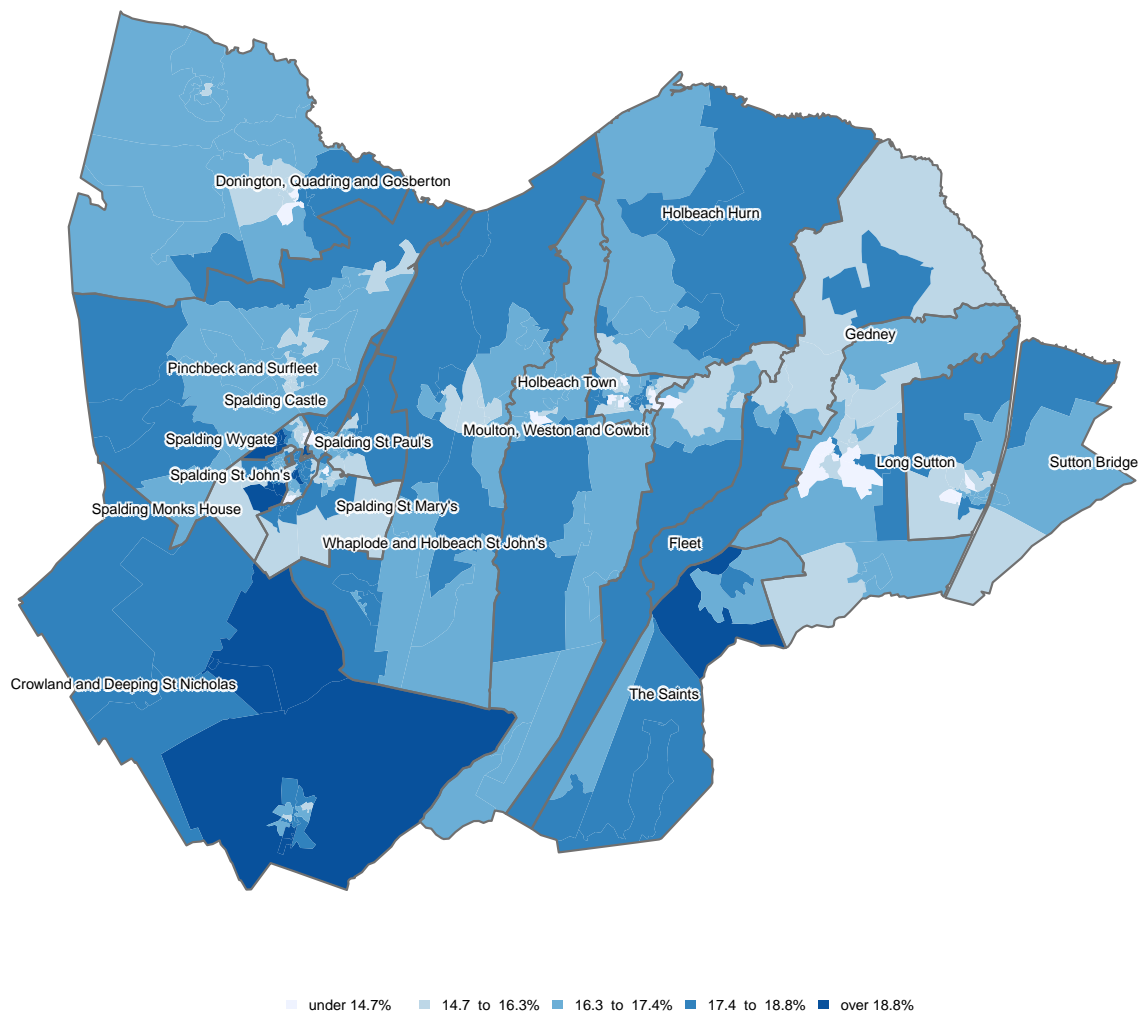 Donington, Quadring and Gosberton
Holbeach Hurn
Gedney
Pinchbeck and Surfleet
Holbeach Town
Spalding Castle
Moulton, Weston and Cowbit
Spalding Wygate
Spalding St Paul's
Long Sutton
Sutton Bridge
Spalding St John's
Spalding Monks House
Spalding St Mary's
Whaplode and Holbeach St John's
Fleet
Crowland and Deeping St Nicholas
The Saints
under 14.7%
14.7 to 16.3%
16.3 to 17.4%
17.4 to 18.8%
over 18.8%